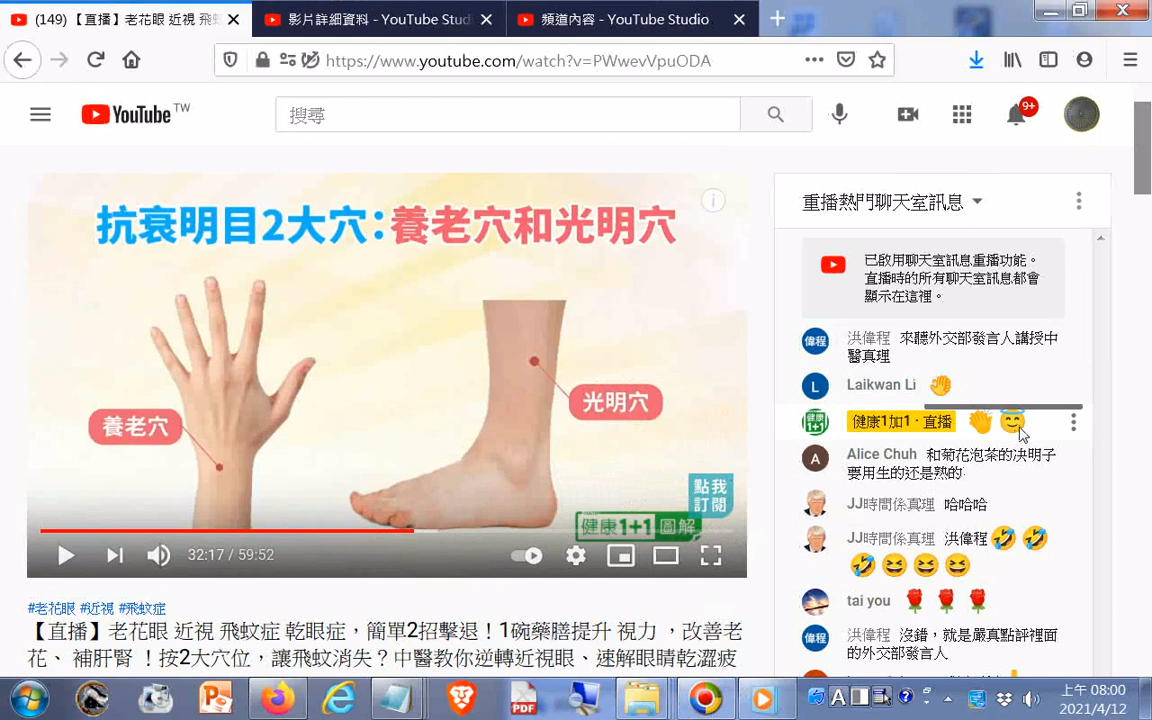 (149) 【直播】老花眼 近視 飛蚊
影片詳細資料 - YouTube Stud
頻道內容 - YouTube Studio
https://www.youtube.com/watch?v=PWwevVpuODA
YouTube TW
搜尋
9+
抗衰明目2大穴：養老穴和光明穴
養老穴
光明穴
點我
訂閱
健康1+1 圖解
32:17 / 59:52
#老花眼 #近視 #飛蚊症
【直播】老花眼 近視 飛蚊症 乾眼症，簡單2招擊退！1碗藥膳提升 視力 ，改善老
花、 補肝腎 ！按2大穴位，讓飛蚊消失？中醫教你逆轉近視眼、速解眼睛乾澀疲
重播熱門聊天室訊息
已啟用聊天室訊息重播功能。
直播時的所有聊天室訊息都會
顯示在這裡。
偉程 洪偉程 來聽外交部發言人講授中
醫真理
L Laikwan Li 👋
健康1+1 健康1加1·直播 👏 😇
A Alice Chuh 和菊花泡茶的决明子
要用生的还是熟的
JJ時間係真理 哈哈哈
JJ時間係真理 洪偉程🤣🤣
🤣😆😆😆
tai you 🌹🌹🌹
偉程 洪偉程 沒錯，就是嚴真點評裡面
的外交部發言人
PDF
A
上午 08:00
2021/4/12